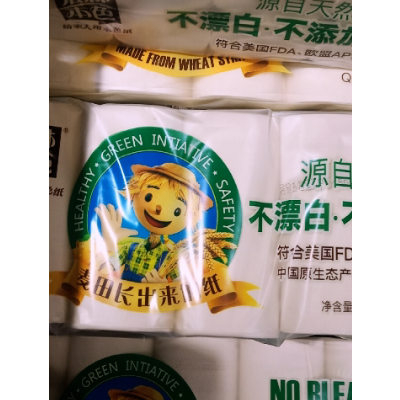 本色
源自天然
不漂白·不添加
MADE FROM WHEAT STR
符合美国FDA、欧盟AP
Q
HEALTHY · GREEN INTIATIVE · SAFETY
源自
不漂白·不
符合美国FD
中国原生态产
净含量
麦田长出来的纸
GREEN INTIATIVE
NO BLEA